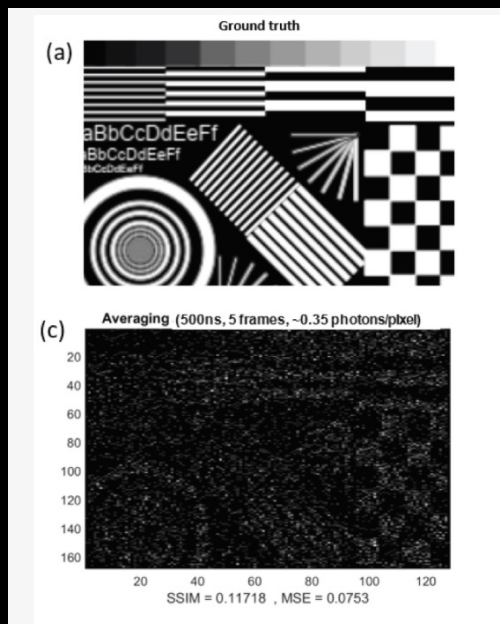 Ground truth
(a)
aBbCcDdEeFf
aBbCcDdEeFf
BbCcDdEeFf
(c)
Averaging (500ns, 5 frames, ~0.35 photons/pixel)
20
40
60
80
100
120
140
160
20 40 60 80 100 120
SSIM = 0.11718 , MSE = 0.0753